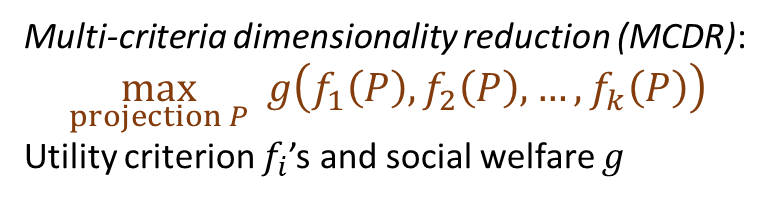 Multi-criteria dimensionality reduction (MCDR):
max g(f₁(P), f₂(P), … , fₖ(P))
projection P
Utility criterion fᵢ’s and social welfare g